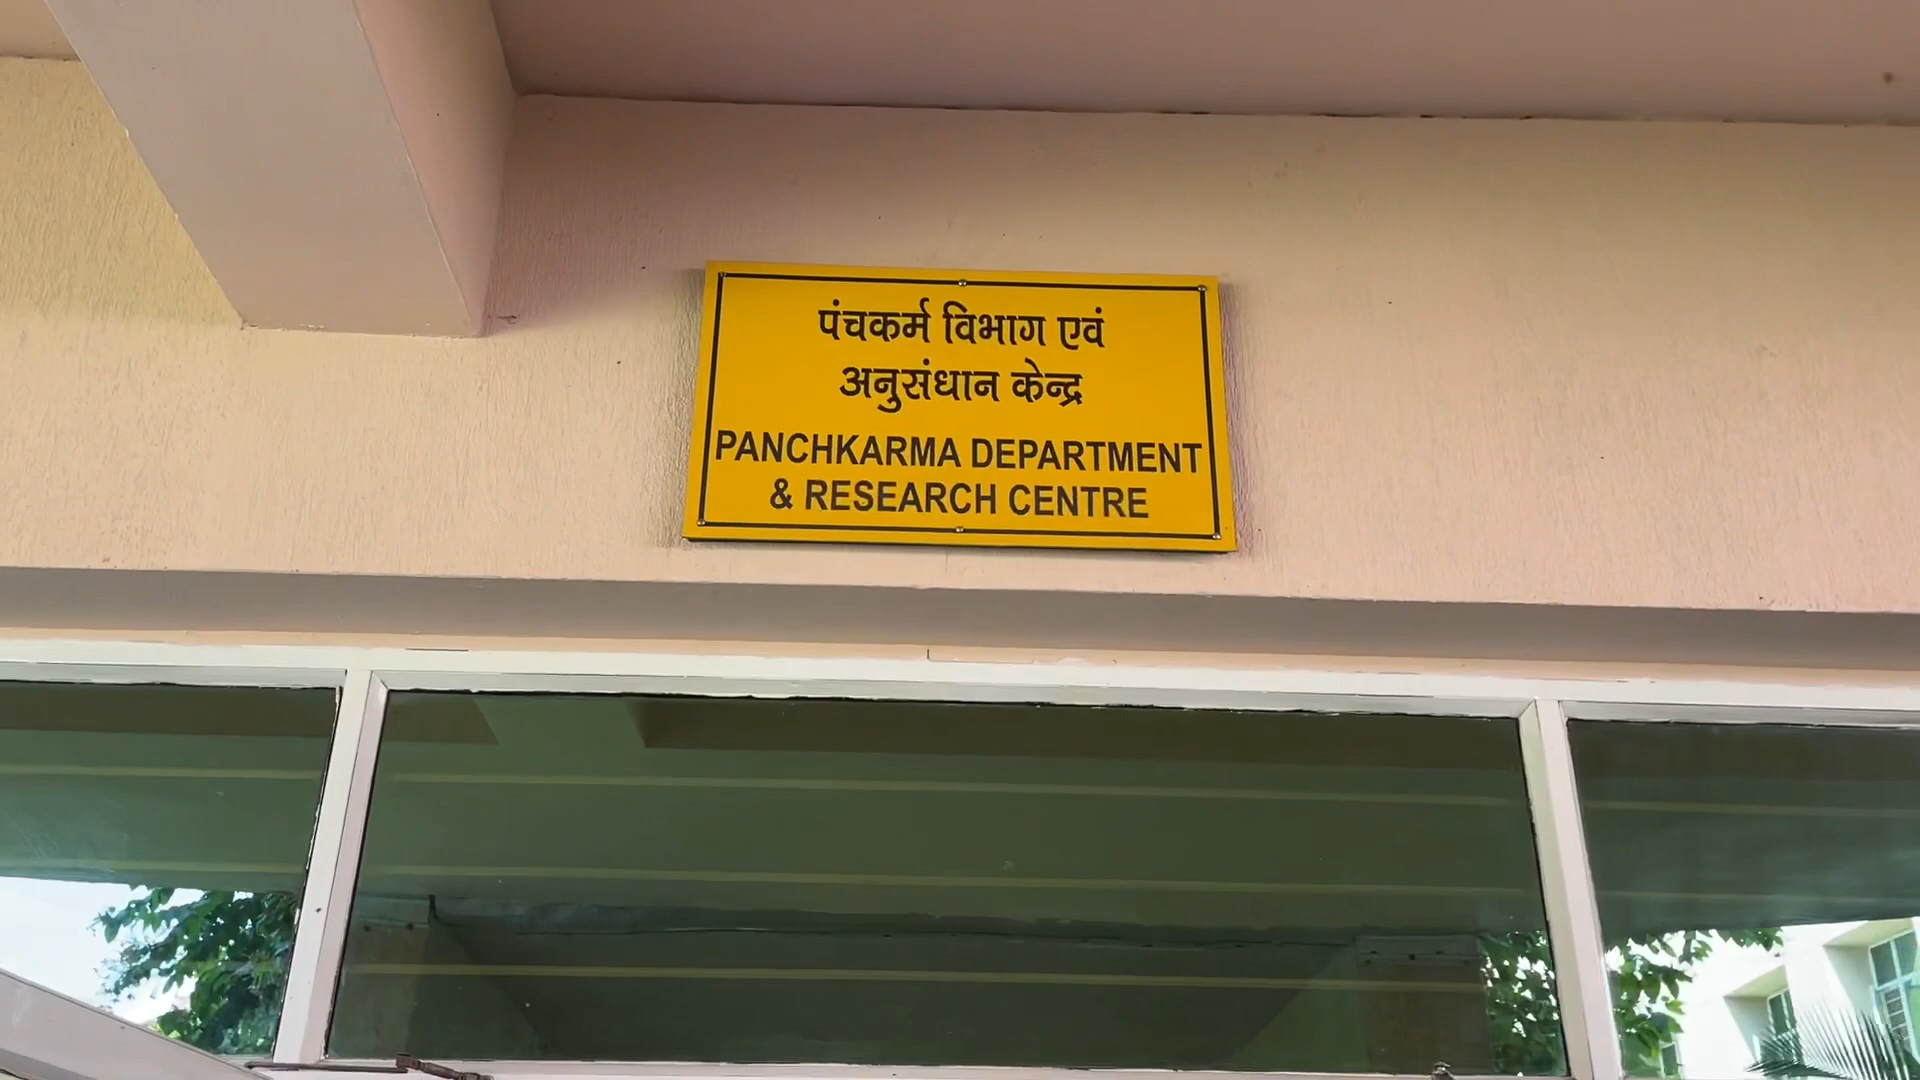 पंचकर्म विभाग एवं
अनुसंधान केन्द्र
PANCHKARMA DEPARTMENT
& RESEARCH CENTRE